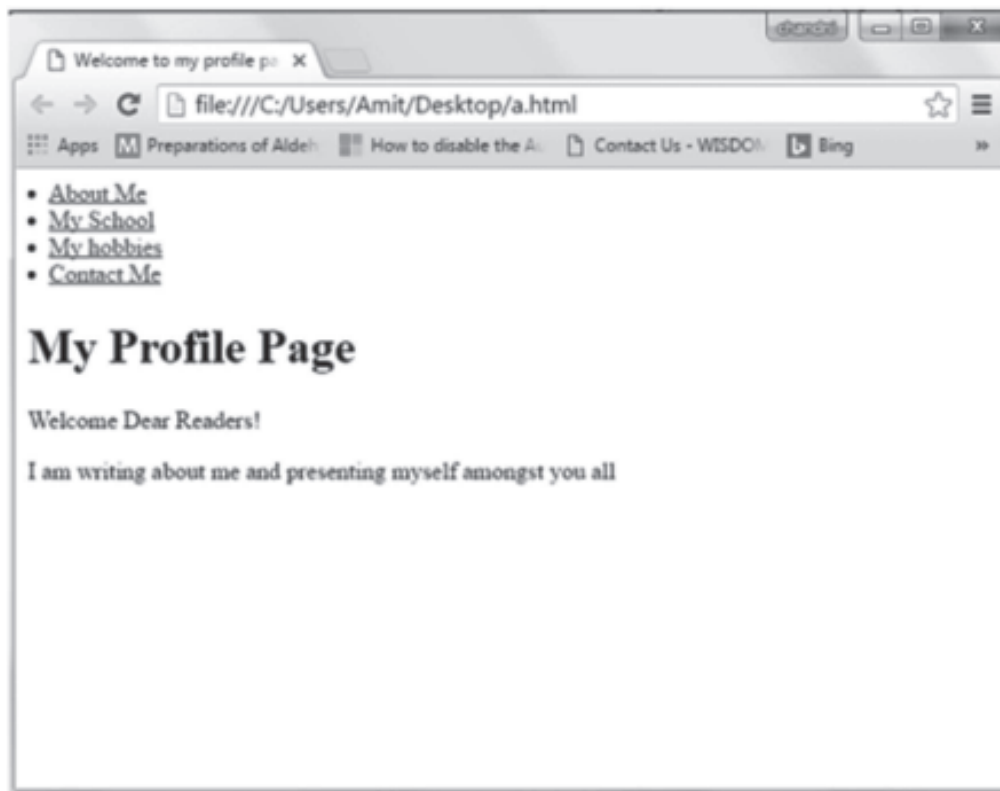 chandni
Welcome to my profile pa
file:///C:/Users/Amit/Desktop/a.html
Apps Preparations of Aldeh How to disable the Au Contact Us - WISDOM Bing
• About Me
• My School
• My hobbies
• Contact Me
My Profile Page
Welcome Dear Readers!
I am writing about me and presenting myself amongst you all